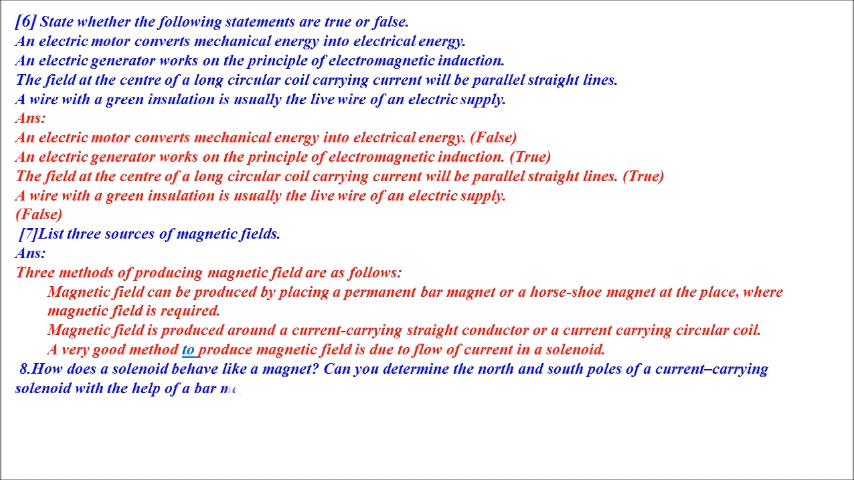 [6] State whether the following statements are true or false.
An electric motor converts mechanical energy into electrical energy.
An electric generator works on the principle of electromagnetic induction.
The field at the centre of a long circular coil carrying current will be parallel straight lines.
A wire with a green insulation is usually the live wire of an electric supply.
Ans:
An electric motor converts mechanical energy into electrical energy. (False)
An electric generator works on the principle of electromagnetic induction. (True)
The field at the centre of a long circular coil carrying current will be parallel straight lines. (True)
A wire with a green insulation is usually the live wire of an electric supply.
(False)
[7]List three sources of magnetic fields.
Ans:
Three methods of producing magnetic field are as follows:
Magnetic field can be produced by placing a permanent bar magnet or a horse-shoe magnet at the place, where
magnetic field is required.
Magnetic field is produced around a current-carrying straight conductor or a current carrying circular coil.
A very good method to produce magnetic field is due to flow of current in a solenoid.
8.How does a solenoid behave like a magnet? Can you determine the north and south poles of a current–carrying
solenoid with the help of a bar